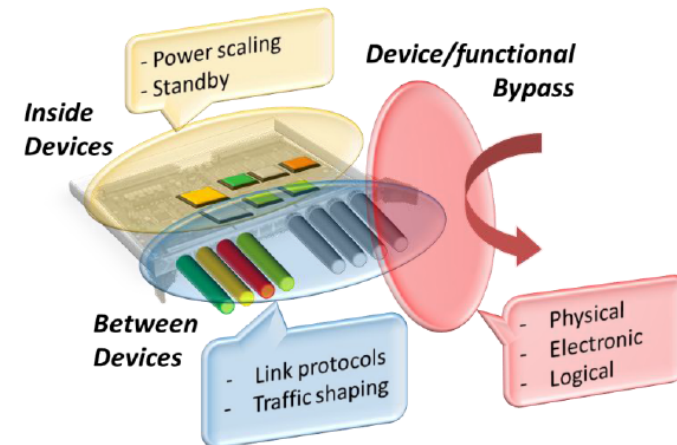 - Power scaling
- Standby
Device/functional
Bypass
Inside
Devices
Between
Devices
- Link protocols
- Traffic shaping
- Physical
- Electronic
- Logical